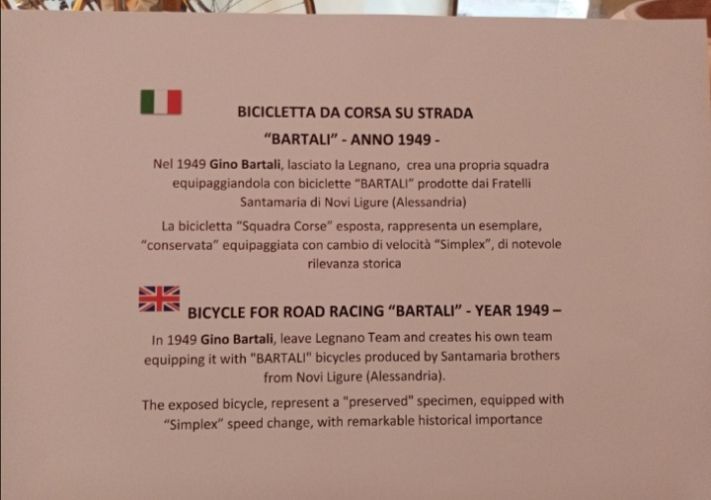 BICICLETTA DA CORSA SU STRADA
“BARTALI” - ANNO 1949 -
Nel 1949 Gino Bartali, lasciato la Legnano, crea una propria squadra
equipaggiandola con biciclette “BARTALI” prodotte dai Fratelli
Santamaria di Novi Ligure (Alessandria)
La bicicletta “Squadra Corse” esposta, rappresenta un esemplare,
“conservata” equipaggiata con cambio di velocità “Simplex”, di notevole
rilevanza storica
BICYCLE FOR ROAD RACING “BARTALI” - YEAR 1949 –
In 1949 Gino Bartali, leave Legnano Team and creates his own team
equipping it with "BARTALI" bicycles produced by Santamaria brothers
from Novi Ligure (Alessandria).
The exposed bicycle, represent a "preserved" specimen, equipped with
“Simplex” speed change, with remarkable historical importance